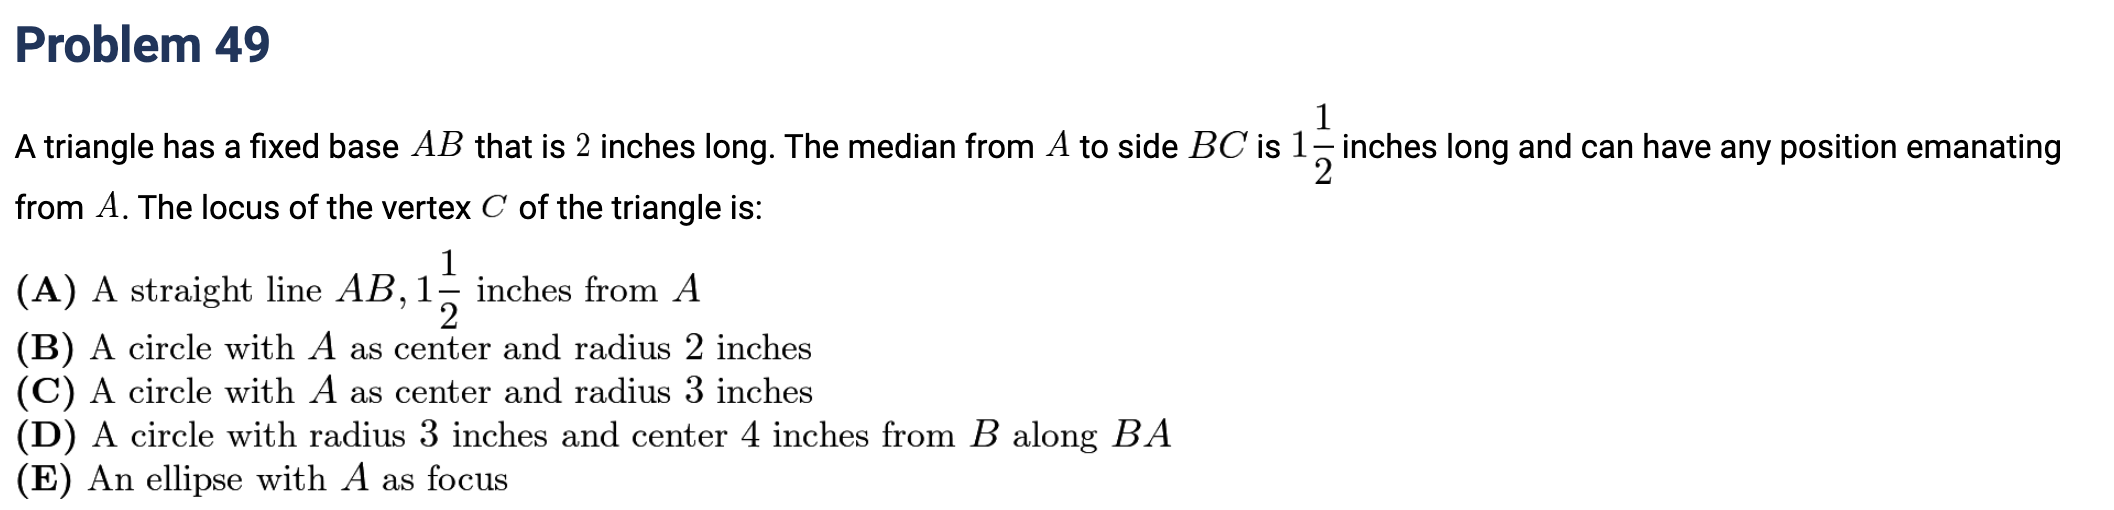 Problem 49
A triangle has a fixed base $AB$ that is $2$ inches long. The median from $A$ to side $BC$ is $1\frac{1}{2}$ inches long and can have any position emanating
from $A$. The locus of the vertex $C$ of the triangle is:
(A) A straight line $AB, 1\frac{1}{2}$ inches from $A$
(B) A circle with $A$ as center and radius 2 inches
(C) A circle with $A$ as center and radius 3 inches
(D) A circle with radius 3 inches and center 4 inches from $B$ along $BA$
(E) An ellipse with $A$ as focus